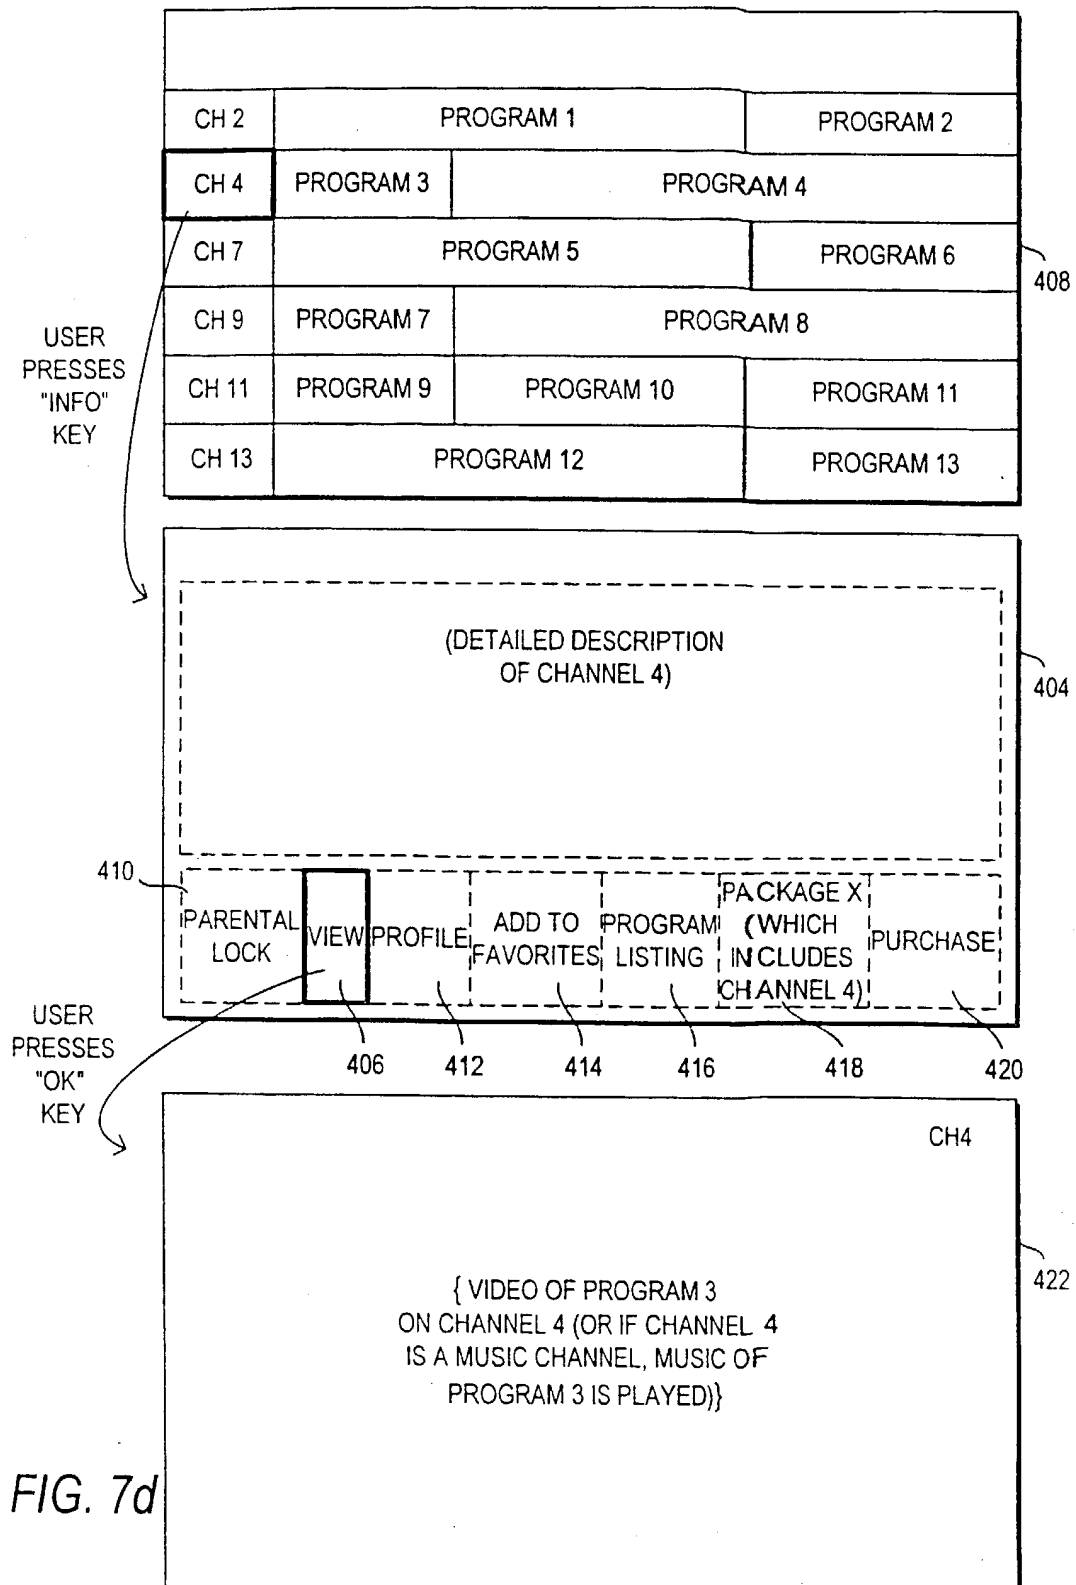 CH 2 PROGRAM 1 PROGRAM 2
CH 4 PROGRAM 3 PROGRAM 4
CH 7 PROGRAM 5 PROGRAM 6
408
CH 9 PROGRAM 7 PROGRAM 8
CH 11 PROGRAM 9 PROGRAM 10 PROGRAM 11
CH 13 PROGRAM 12 PROGRAM 13
USER
PRESSES
"INFO"
KEY
(DETAILED DESCRIPTION
OF CHANNEL 4)
404
410
PARENTAL
LOCK
VIEW
PROFILE
ADD TO
FAVORITES
PROGRAM
LISTING
PACKAGE X
(WHICH
INCLUDES
CHANNEL 4)
PURCHASE
406 412 414 416 418 420
USER
PRESSES
"OK"
KEY
CH4
422
{ VIDEO OF PROGRAM 3
ON CHANNEL 4 (OR IF CHANNEL 4
IS A MUSIC CHANNEL, MUSIC OF
PROGRAM 3 IS PLAYED)}
FIG. 7d